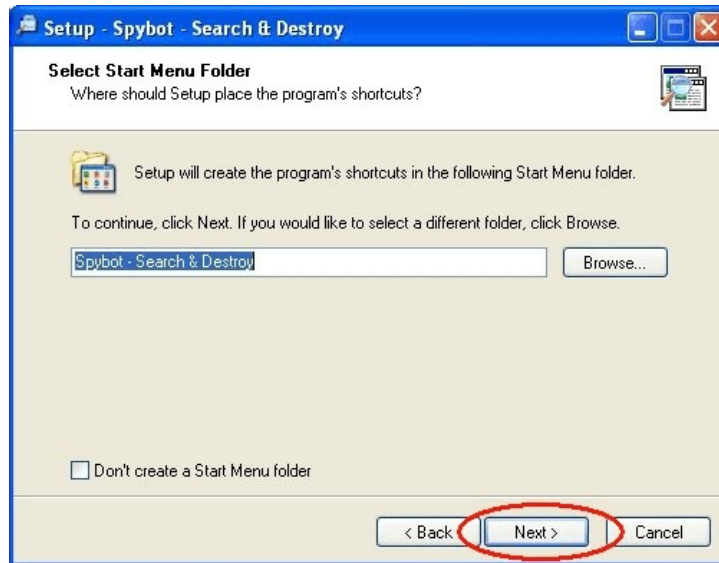 Setup - Spybot - Search & Destroy
Select Start Menu Folder
Where should Setup place the program's shortcuts?
Setup will create the program's shortcuts in the following Start Menu folder.
To continue, click Next. If you would like to select a different folder, click Browse.
Spybot - Search & Destroy
Browse...
Don't create a Start Menu folder
< Back
Next >
Cancel